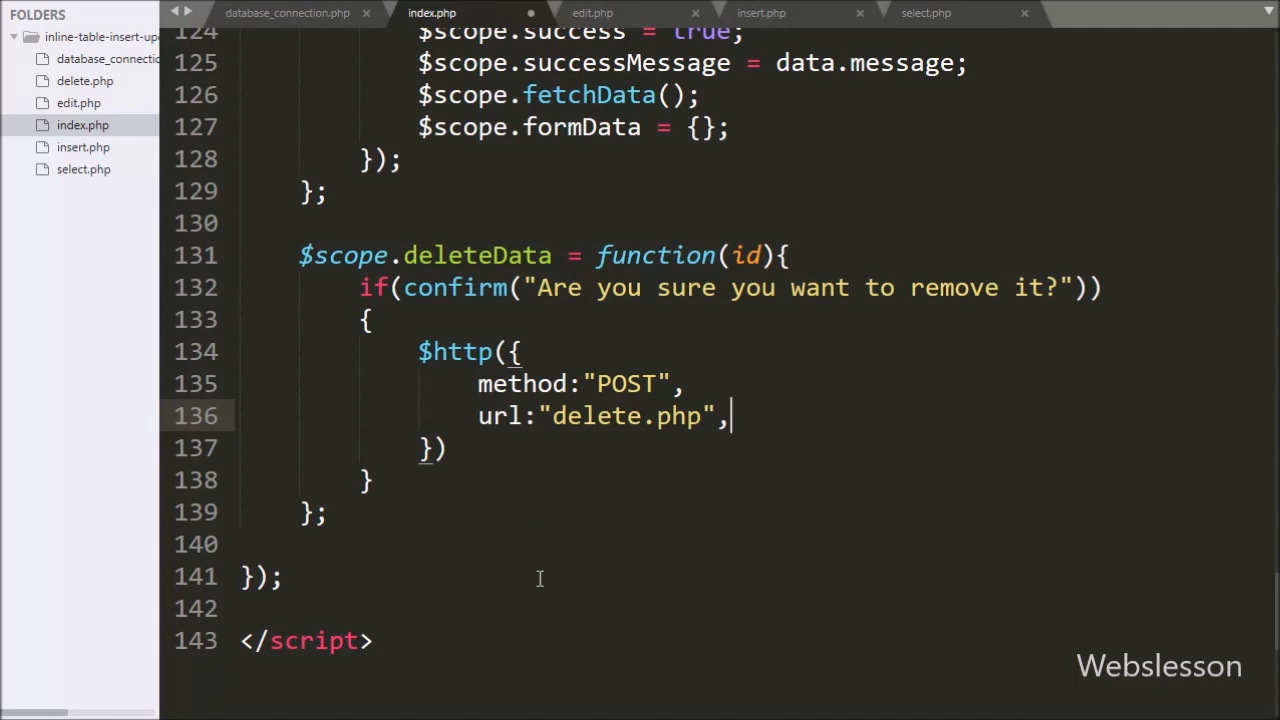 FOLDERS
inline-table-insert-up
database_connectio
delete.php
edit.php
index.php
insert.php
select.php
database_connection.php × index.php • edit.php × insert.php × select.php ×
124 $scope.success = true;
125 $scope.successMessage = data.message;
126 $scope.fetchData();
127 $scope.formData = {};
128 });
129 };
130
131 $scope.deleteData = function(id){
132 if(confirm("Are you sure you want to remove it?"))
133 {
134 $http({
135 method:"POST",
136 url:"delete.php",
137 })
138 }
139 };
140
141 });
142
143 </script>
Webslesson